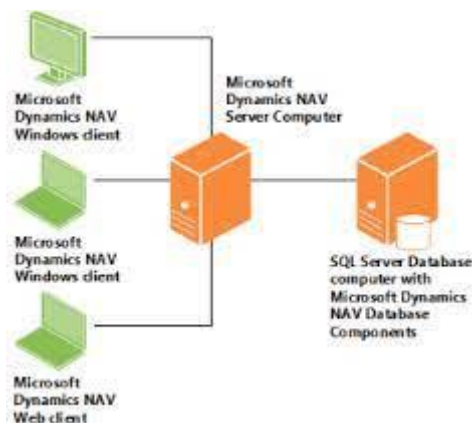 Microsoft
Dynamics NAV
Windows client
Microsoft
Dynamics NAV
Server Computer
Microsoft
Dynamics NAV
Windows client
SQL Server Database
computer with
Microsoft Dynamics
NAV Database
Components
Microsoft
Dynamics NAV
Web client